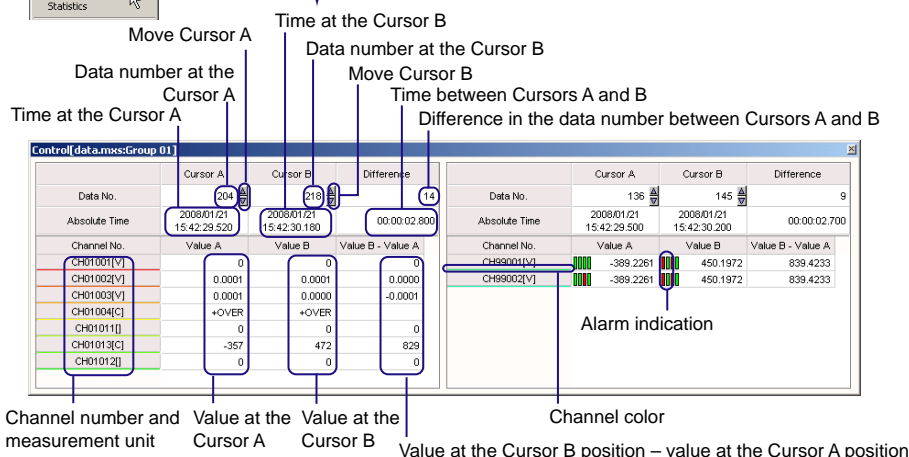 Statistics
Time at the Cursor B
Move Cursor A
Data number at the Cursor B
Data number at the
Cursor A
Move Cursor B
Time at the Cursor A
Time between Cursors A and B
Difference in the data number between Cursors A and B
Control[data.mxs:Group 01]
Cursor A Cursor B Difference
Data No. 204 218 14
Absolute Time 2008/01/21 15:42:29.520 2008/01/21 15:42:30.180 00:00:02.800
Channel No. Value A Value B Value B - Value A
CH01001[V] 0 0 0
CH01002[V] 0.0001 0.0001 0.0000
CH01003[V] 0.0001 0.0000 -0.0001
CH01004[C] +OVER +OVER
CH01011[] 0 0 0
CH01013[C] -357 472 829
CH01012[] 0 0 0
Cursor A Cursor B Difference
Data No. 136 145 9
Absolute Time 2008/01/21 15:42:29.500 2008/01/21 15:42:30.200 00:00:02.700
Channel No. Value A Value B Value B - Value A
CH99001[V] -389.2261 450.1972 839.4233
CH99002[V] -389.2261 450.1972 839.4233
Alarm indication
Channel number and
measurement unit
Value at the
Cursor A
Value at the
Cursor B
Channel color
Value at the Cursor B position – value at the Cursor A position